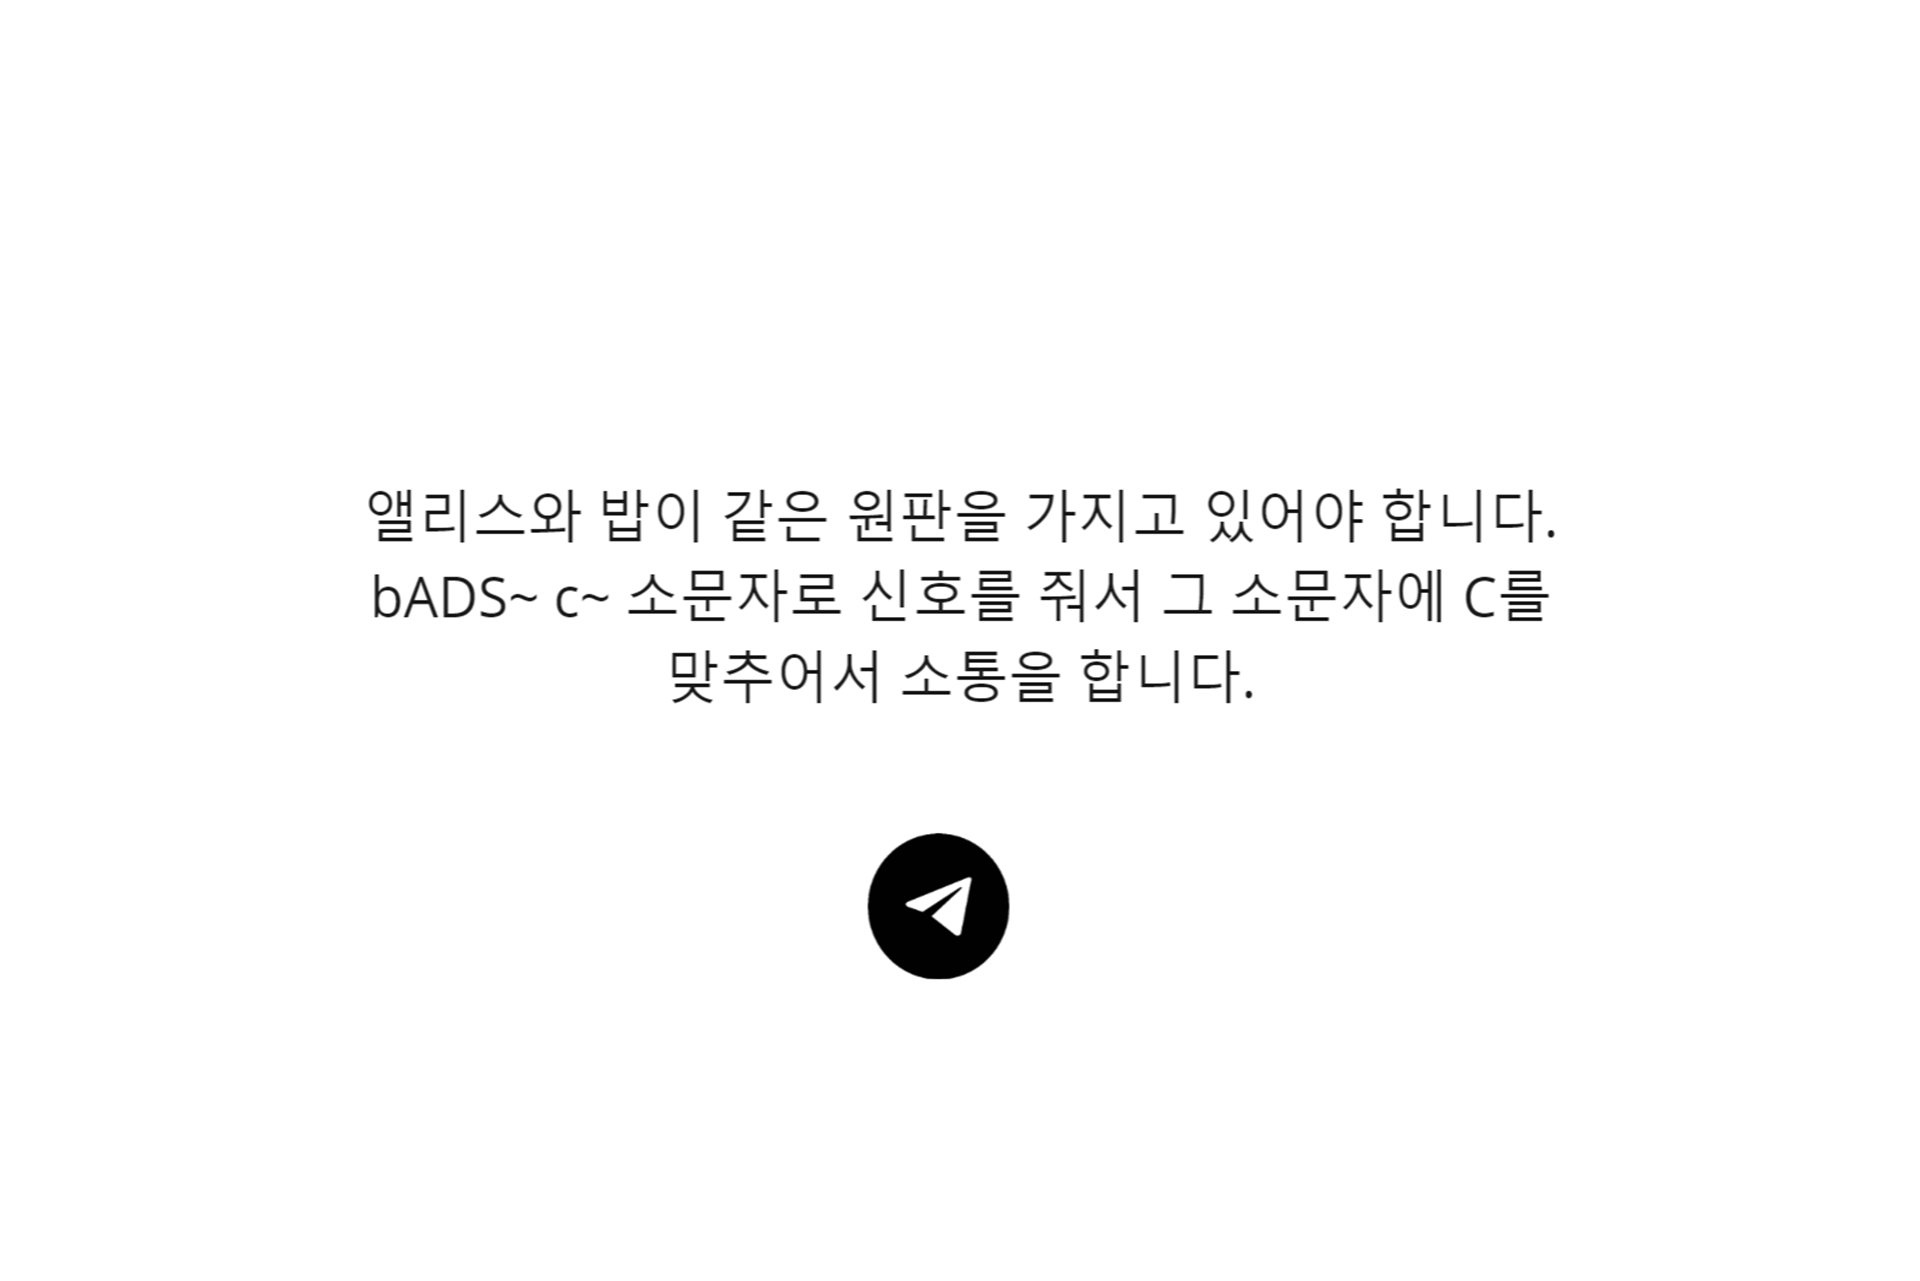 앨리스와 밥이 같은 원판을 가지고 있어야 합니다.
bADS~ c~ 소문자로 신호를 줘서 그 소문자에 C를
맞추어서 소통을 합니다.